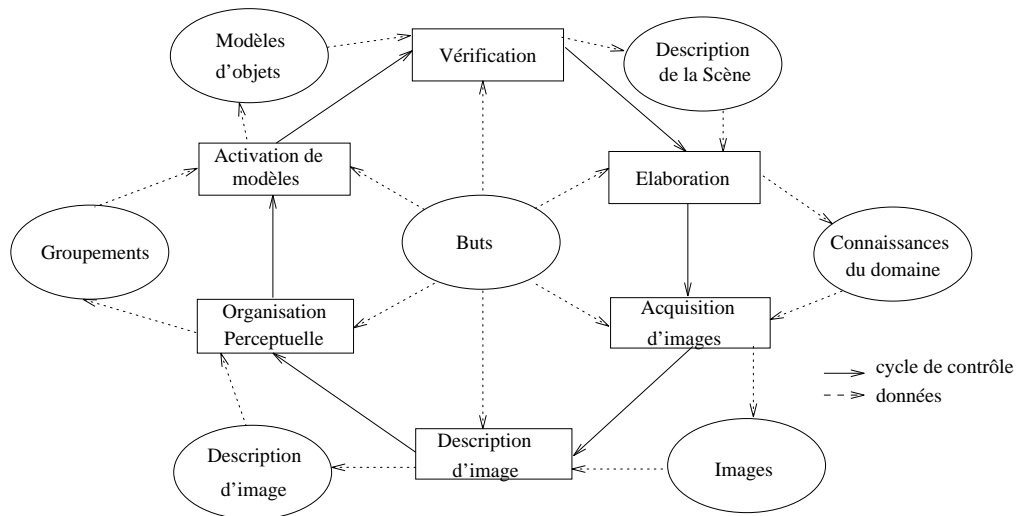 Modèles
d'objets
Vérification
Description
de la Scène
Activation de
modèles
Elaboration
Groupements
Buts
Connaissances
du domaine
Organisation
Perceptuelle
Acquisition
d'images
cycle de contrôle
données
Description
d'image
Description
d'image
Images